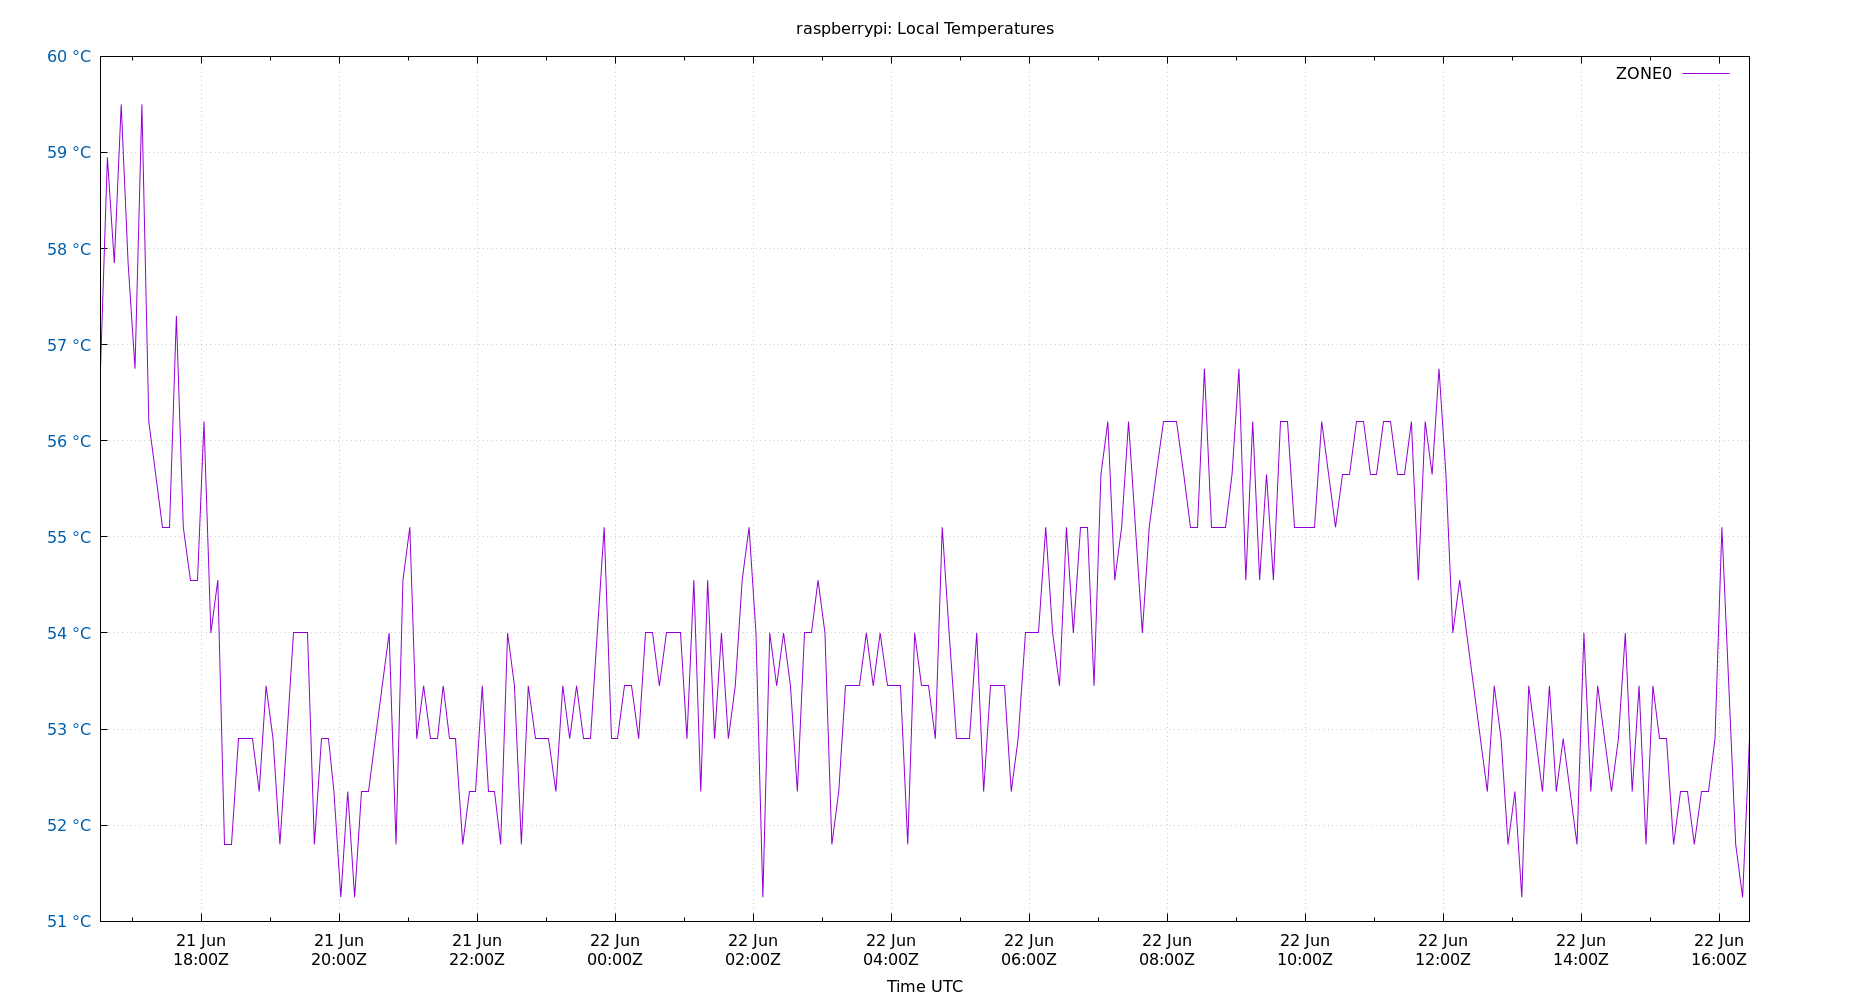 raspberrypi: Local Temperatures
60 °C
ZONE0
59 °C
58 °C
57 °C
56 °C
55 °C
54 °C
53 °C
52 °C
51 °C
21 Jun 21 Jun 21 Jun 22 Jun 22 Jun 22 Jun 22 Jun 22 Jun 22 Jun 22 Jun 22 Jun 22 Jun
18:00Z 20:00Z 22:00Z 00:00Z 02:00Z 04:00Z 06:00Z 08:00Z 10:00Z 12:00Z 14:00Z 16:00Z
Time UTC